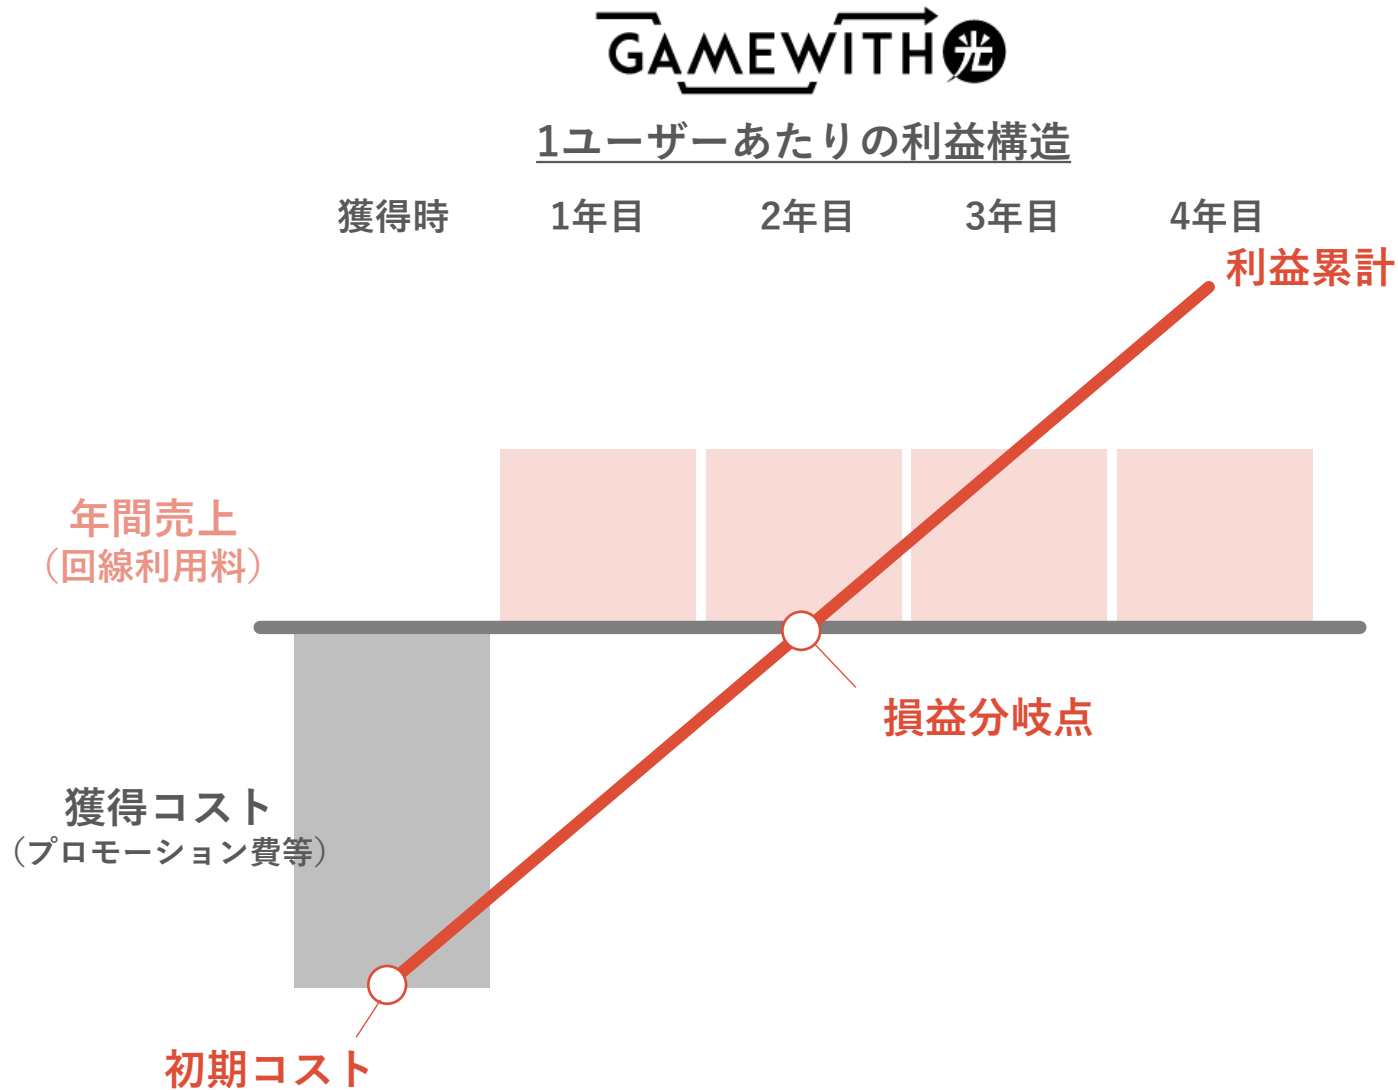 GAMEWITH光
1ユーザーあたりの利益構造
獲得時 1年目 2年目 3年目 4年目
利益累計
年間売上
（回線利用料）
損益分岐点
獲得コスト
（プロモーション費等）
初期コスト